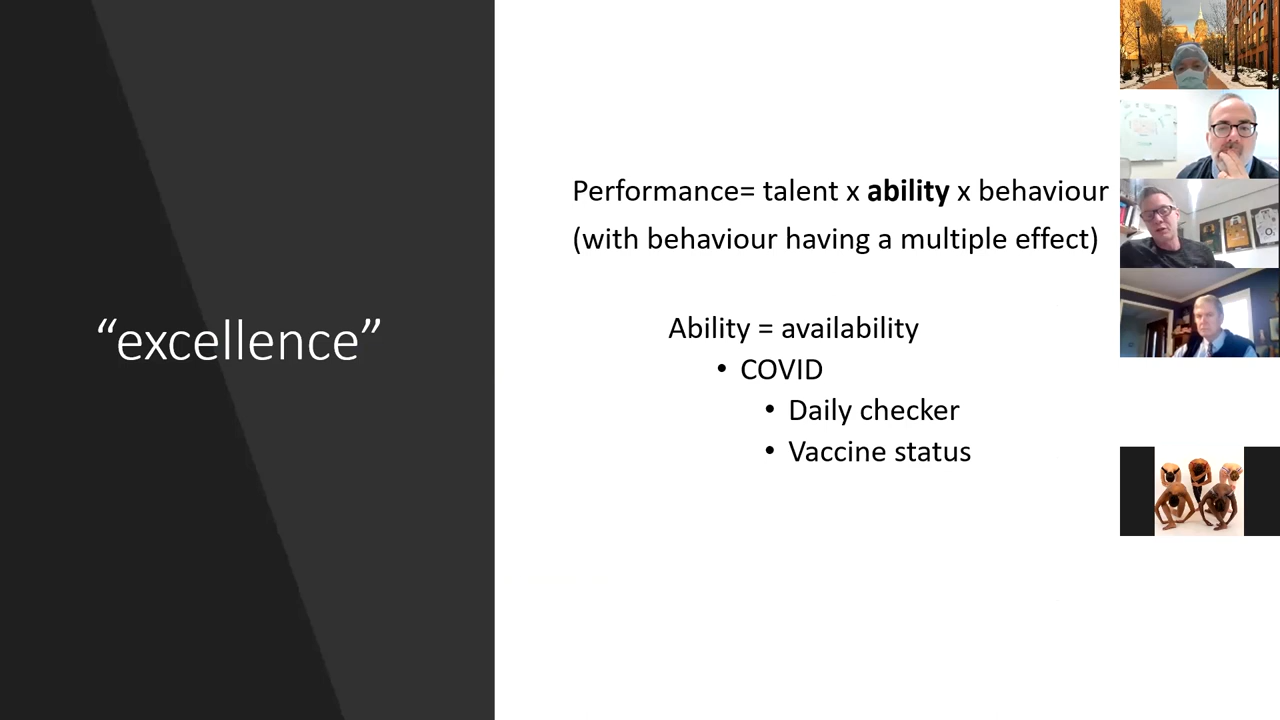 “excellence”
Performance= talent x ability x behaviour
(with behaviour having a multiple effect)
Ability = availability
• COVID
• Daily checker
• Vaccine status